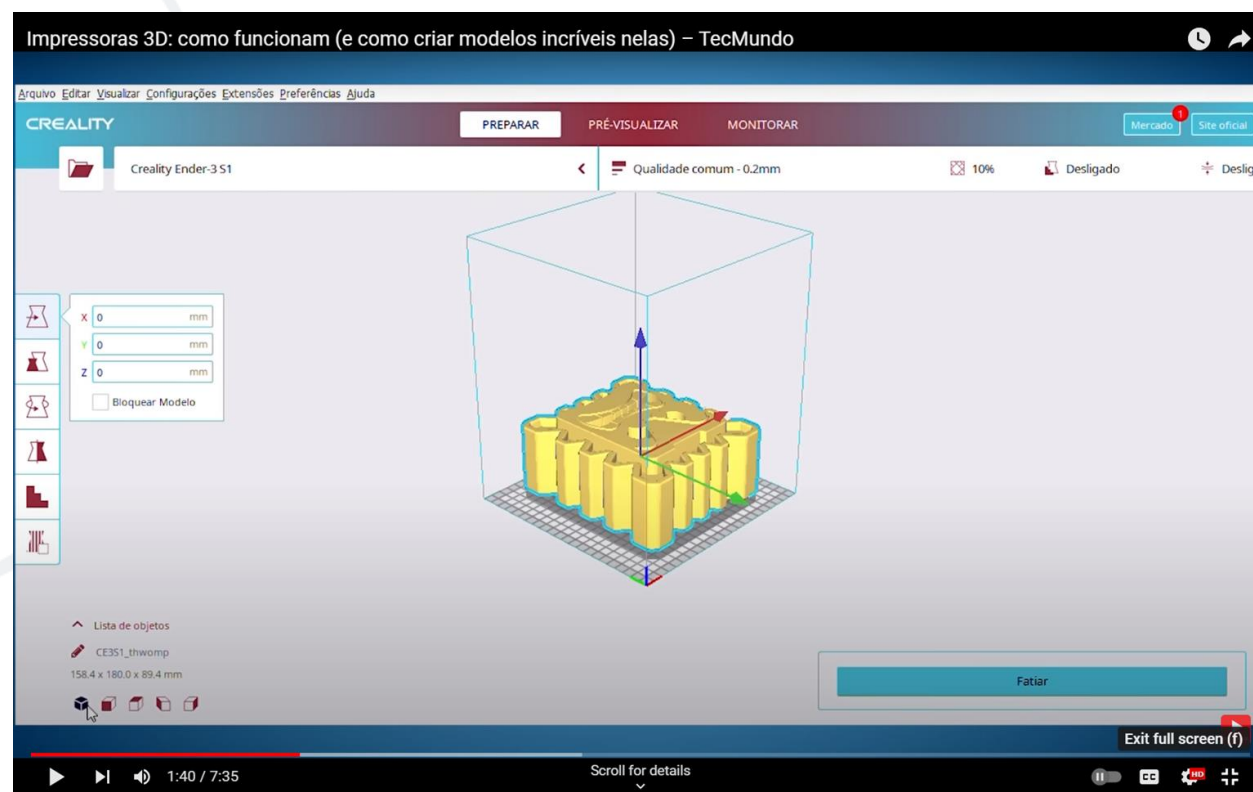 Impressoras 3D: como funcionam (e como criar modelos incríveis nelas) – TecMundo
Arquivo Editar Visualizar Configurações Extensões Preferências Ajuda
CREALITY
PREPARAR PRÉ-VISUALIZAR MONITORAR
Mercado 1 Site oficial
Creality Ender-3 S1
Qualidade comum - 0.2mm
10%
Desligado
Deslig
X 0 mm
Y 0 mm
Z 0 mm
Bloquear Modelo
Lista de objetos
CE3S1_thwomp
158.4 x 180.0 x 89.4 mm
Fatiar
Exit full screen (f)
1:40 / 7:35
Scroll for details
CC
HD